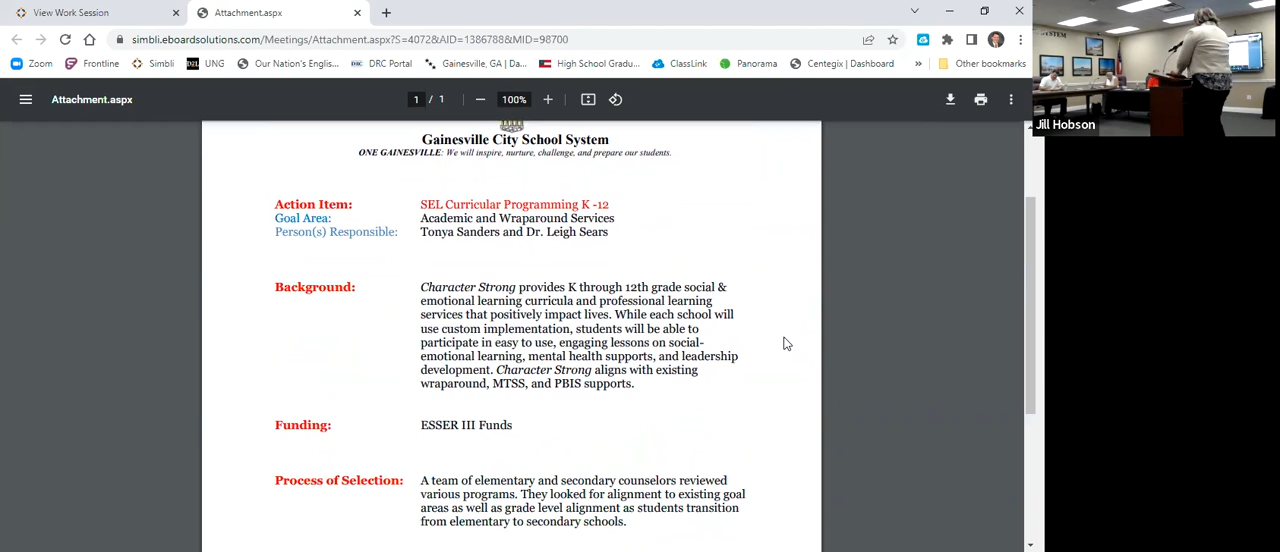 View Work Session
Attachment.aspx
simbli.eboardsolutions.com/Meetings/Attachment.aspx?S=4072&AID=1386788&MID=98700
Zoom Frontline Simbli UNG Our Nation's Englis... DRC Portal Gainesville, GA | Da... High School Gradu... ClassLink Panorama Centegix | Dashboard » Other bookmarks
Attachment.aspx 1 / 1 100%
Jill Hobson
Gainesville City School System
ONE GAINESVILLE: We will inspire, nurture, challenge, and prepare our students.
Action Item: SEL Curricular Programming K -12
Goal Area: Academic and Wraparound Services
Person(s) Responsible: Tonya Sanders and Dr. Leigh Sears
Background: Character Strong provides K through 12th grade social &
emotional learning curricula and professional learning
services that positively impact lives. While each school will
use custom implementation, students will be able to
participate in easy to use, engaging lessons on social-
emotional learning, mental health supports, and leadership
development. Character Strong aligns with existing
wraparound, MTSS, and PBIS supports.
Funding: ESSER III Funds
Process of Selection: A team of elementary and secondary counselors reviewed
various programs. They looked for alignment to existing goal
areas as well as grade level alignment as students transition
from elementary to secondary schools.